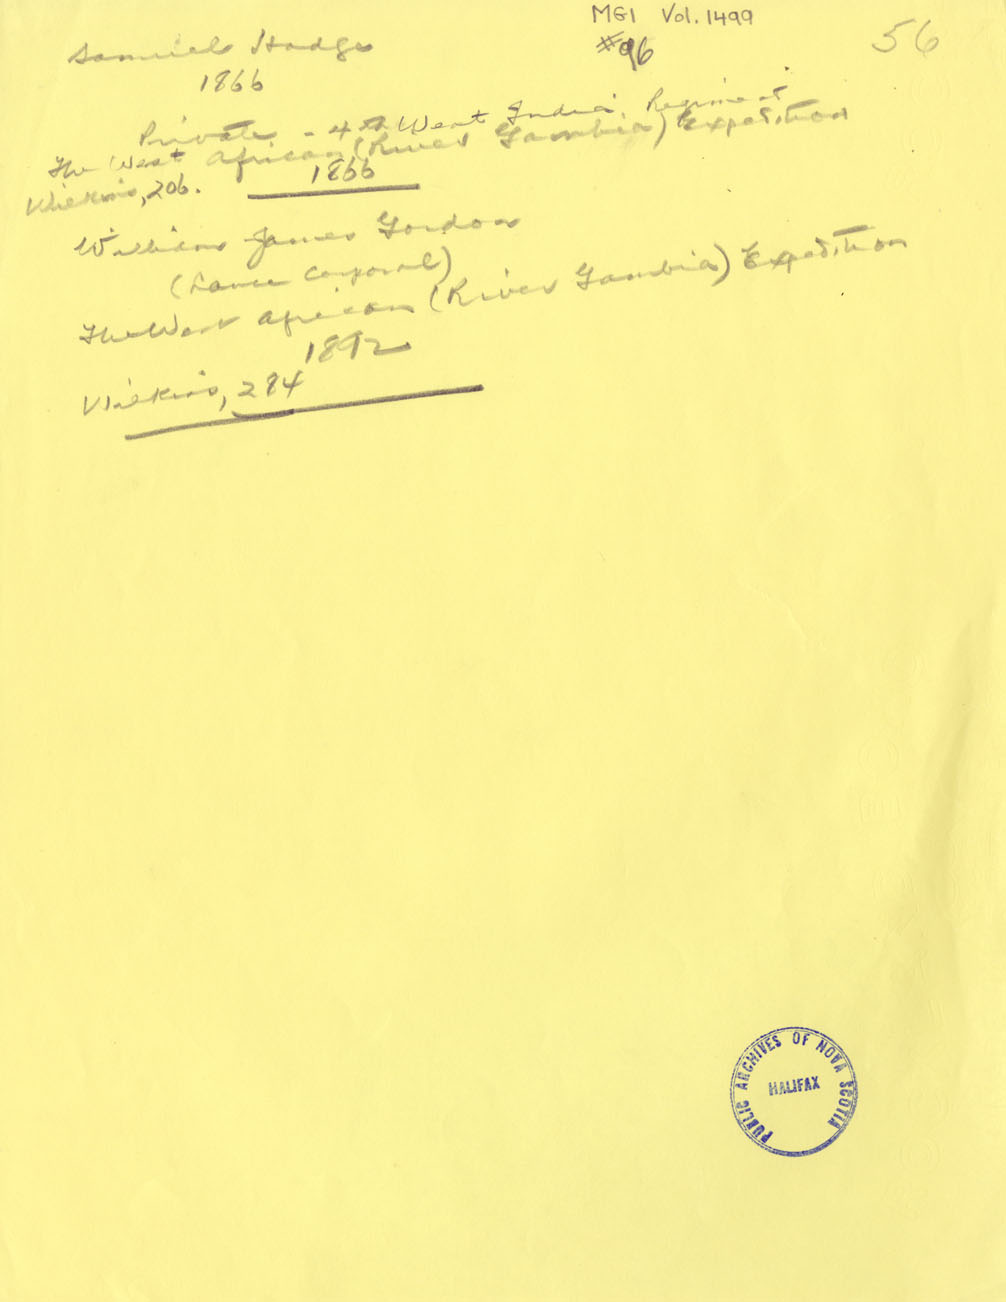 MG1 Vol. 1499
#96
56
Samuel Hodge
1866
Private - 4th West India Regiment
The West African (River Gambia) Expedition
1866
Wilkins, 206.
William James Gordon
(Lance Corporal)
The West African (River Gambia) Expedition
1892
Wilkins, 284
PUBLIC ARCHIVES OF NOVA SCOTIA
HALIFAX